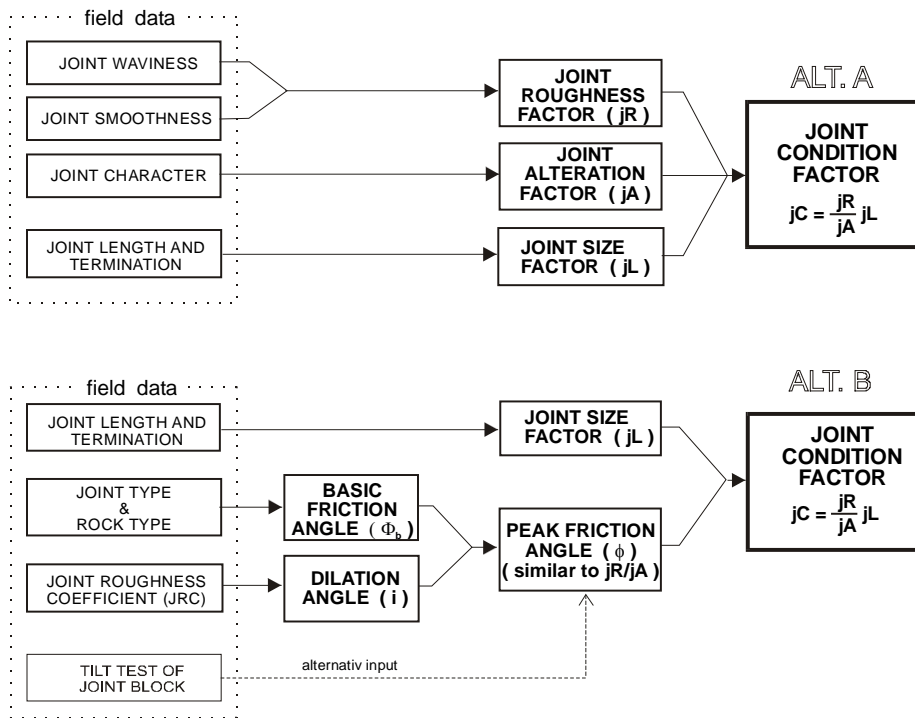 field data
JOINT WAVINESS
JOINT SMOOTHNESS
JOINT CHARACTER
JOINT LENGTH AND
TERMINATION
JOINT
ROUGHNESS
FACTOR ( jR)
JOINT
ALTERATION
FACTOR ( jA)
JOINT SIZE
FACTOR ( jL)
ALT. A
JOINT
CONDITION
FACTOR
jC = jR/jA jL
field data
JOINT LENGTH AND
TERMINATION
JOINT TYPE
&
ROCK TYPE
JOINT ROUGHNESS
COEFFICIENT (JRC)
TILT TEST OF
JOINT BLOCK
BASIC
FRICTION
ANGLE ( Φb)
DILATION
ANGLE ( i )
alternativ input
JOINT SIZE
FACTOR ( jL)
PEAK FRICTION
ANGLE ( ϕ )
( similar to jR/jA)
ALT. B
JOINT
CONDITION
FACTOR
jC = jR/jA jL